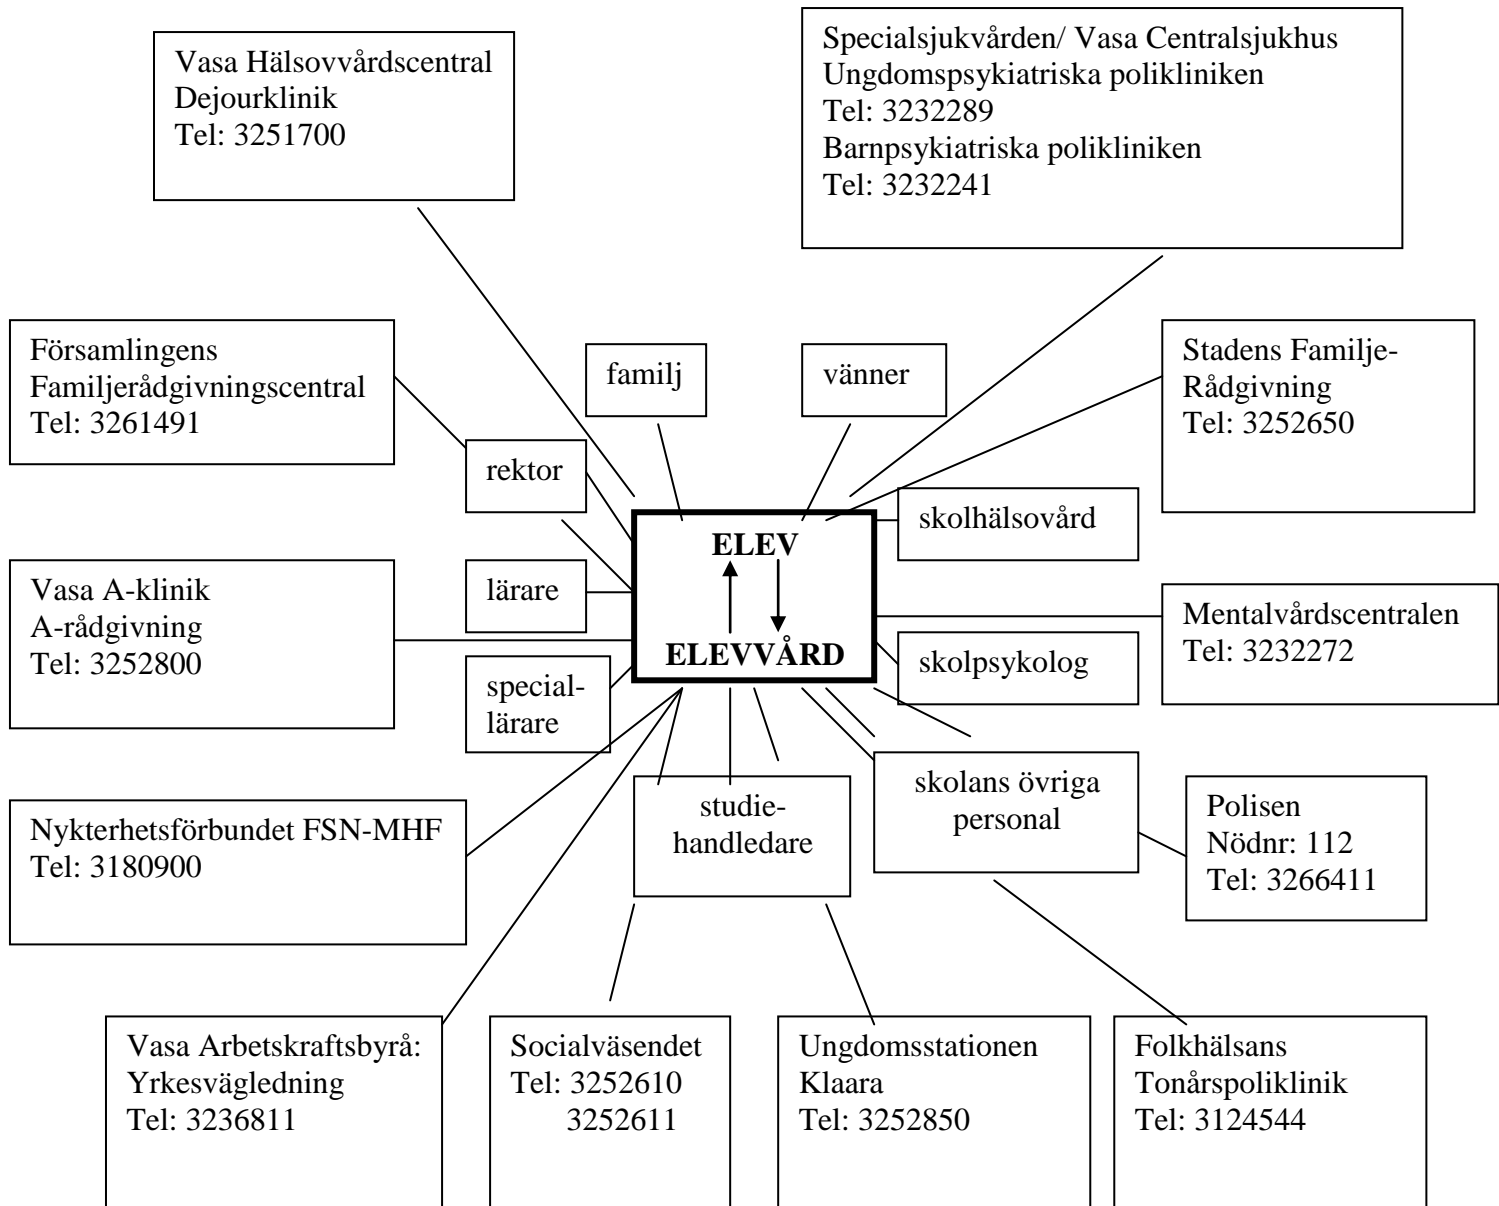 Vasa Hälsovvårdscentral
Dejourklinik
Tel: 3251700
Specialsjukvården/ Vasa Centralsjukhus
Ungdomspsykiatriska polikliniken
Tel: 3232289
Barnpsykiatriska polikliniken
Tel: 3232241
Församlingens
Familjerådgivningscentral
Tel: 3261491
familj
vänner
Stadens Familje-
Rådgivning
Tel: 3252650
rektor
skolhälsovård
ELEV
ELEVVÅRD
Vasa A-klinik
A-rådgivning
Tel: 3252800
lärare
Mentalvårdscentralen
Tel: 3232272
skolpsykolog
special-
lärare
Nykterhetsförbundet FSN-MHF
Tel: 3180900
studie-
handledare
skolans övriga
personal
Polisen
Nödnr: 112
Tel: 3266411
Vasa Arbetskraftsbyrå:
Yrkesvägledning
Tel: 3236811
Socialväsendet
Tel: 3252610
3252611
Ungdomsstationen
Klaara
Tel: 3252850
Folkhälsans
Tonårspoliklinik
Tel: 3124544